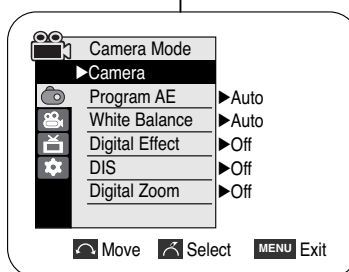 Camera Mode
▶Camera
Program AE ▶Auto
White Balance ▶Auto
Digital Effect ▶Off
DIS ▶Off
Digital Zoom ▶Off
Move Select MENU Exit